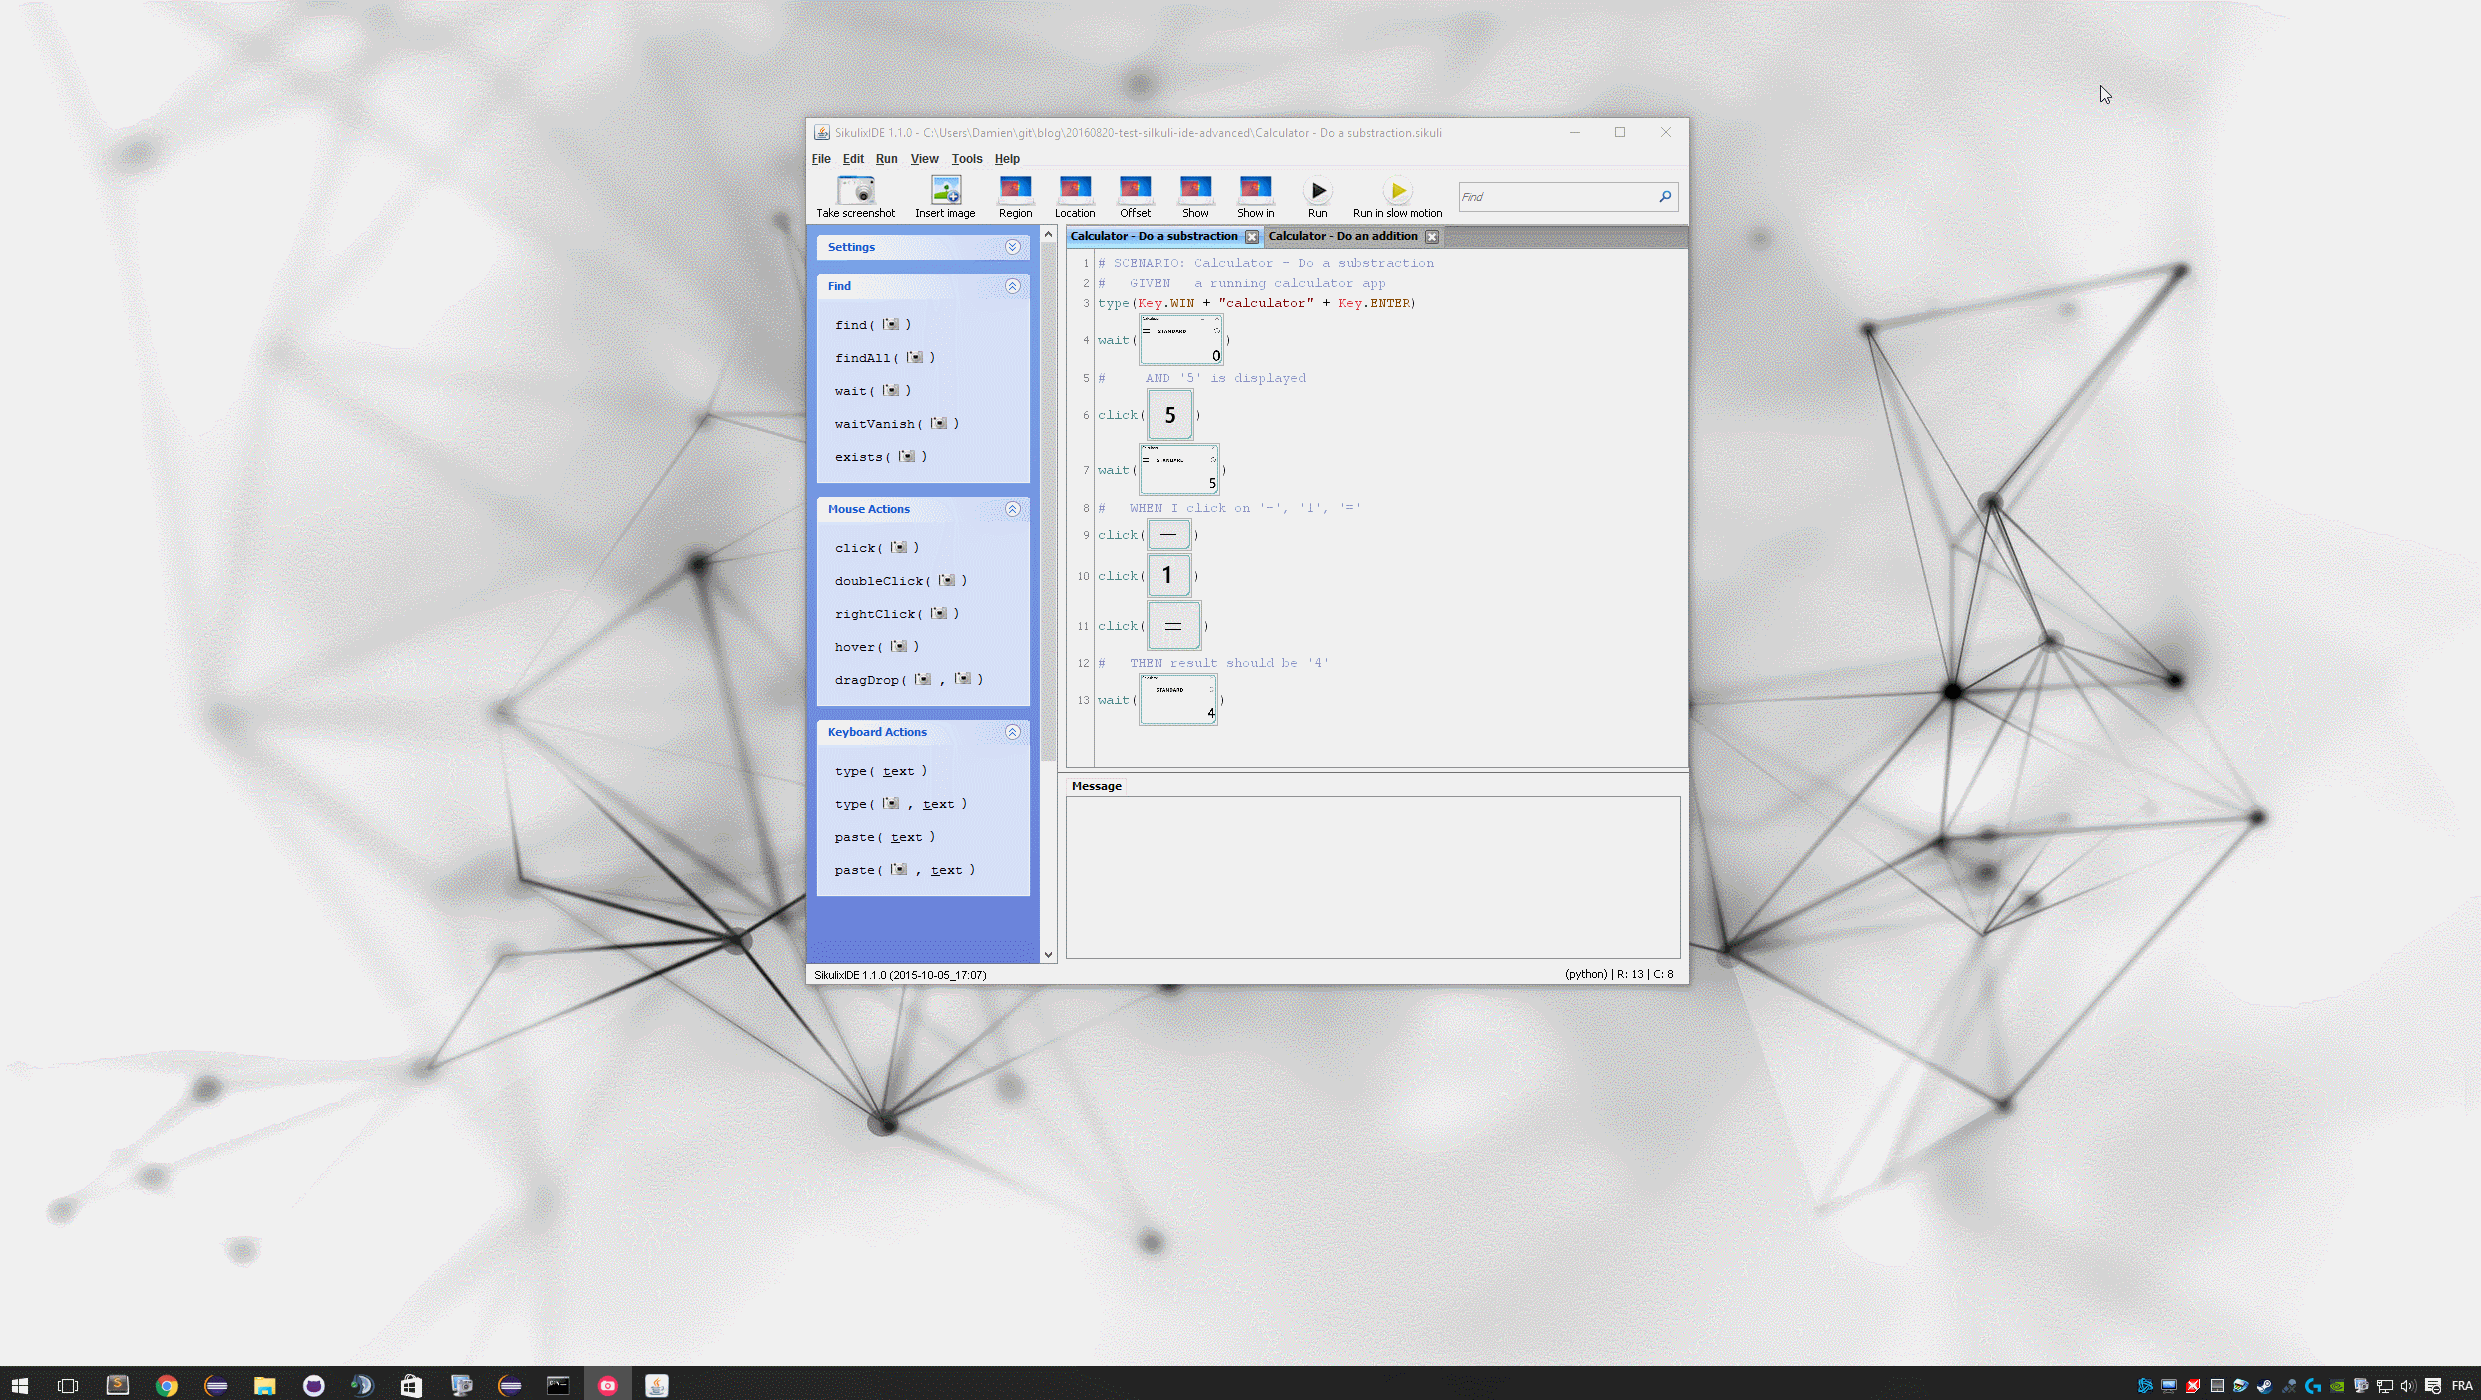 SikulixIDE 1.1.0 - C:\Users\Damien\git\blog\20160820-test-silkuli-ide-advanced\Calculator - Do a substraction.sikuli
File Edit Run View Tools Help
Take screenshot Insert image Region Location Offset Show Show in Run Run in slow motion Find
Settings
Find
find( )
findAll( )
wait( )
waitVanish( )
exists( )
Mouse Actions
click( )
doubleClick( )
rightClick( )
hover( )
dragDrop( , )
Keyboard Actions
type( text )
type( , text )
paste( text )
paste( , text )
Calculator - Do a substraction Calculator - Do an addition
1 # SCENARIO: Calculator - Do a substraction
2 # GIVEN a running calculator app
3 type(Key.WIN + "calculator" + Key.ENTER)
4 wait( STANDARD 0 )
5 # AND '5' is displayed
6 click( 5 )
7 wait( STANDARD 5 )
8 # WHEN I click on '-', '1', '='
9 click( — )
10 click( 1 )
11 click( = )
12 # THEN result should be '4'
13 wait( STANDARD 4 )
Message
SikulixIDE 1.1.0 (2015-10-05_17:07)
(python) | R: 13 | C: 8
FRA